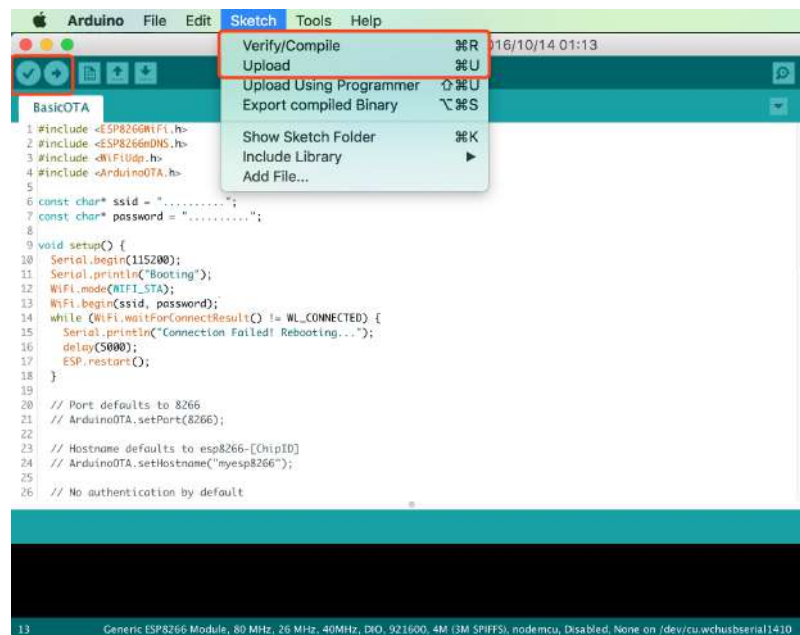 Arduino File Edit Sketch Tools Help
016/10/14 01:13
Verify/Compile ⌘R
Upload ⌘U
Upload Using Programmer ⇧⌘U
Export compiled Binary ⌥⌘S
Show Sketch Folder ⌘K
Include Library ▶
Add File...
BasicOTA
1 #include <ESP8266WiFi.h>
2 #include <ESP8266mDNS.h>
3 #include <WiFiUdp.h>
4 #include <ArduinoOTA.h>
5
6 const char* ssid = "..........";
7 const char* password = "..........";
8
9 void setup() {
10 Serial.begin(115200);
11 Serial.println("Booting");
12 WiFi.mode(WIFI_STA);
13 WiFi.begin(ssid, password);
14 while (WiFi.waitForConnectResult() != WL_CONNECTED) {
15 Serial.println("Connection Failed! Rebooting...");
16 delay(5000);
17 ESP.restart();
18 }
19
20 // Port defaults to 8266
21 // ArduinoOTA.setPort(8266);
22
23 // Hostname defaults to esp8266-[ChipID]
24 // ArduinoOTA.setHostname("myesp8266");
25
26 // No authentication by default
13 Generic ESP8266 Module, 80 MHz, 26 MHz, 40MHz, DIO, 921600, 4M (3M SPIFFS), nodemcu, Disabled, None on /dev/cu.wchusbserial1410